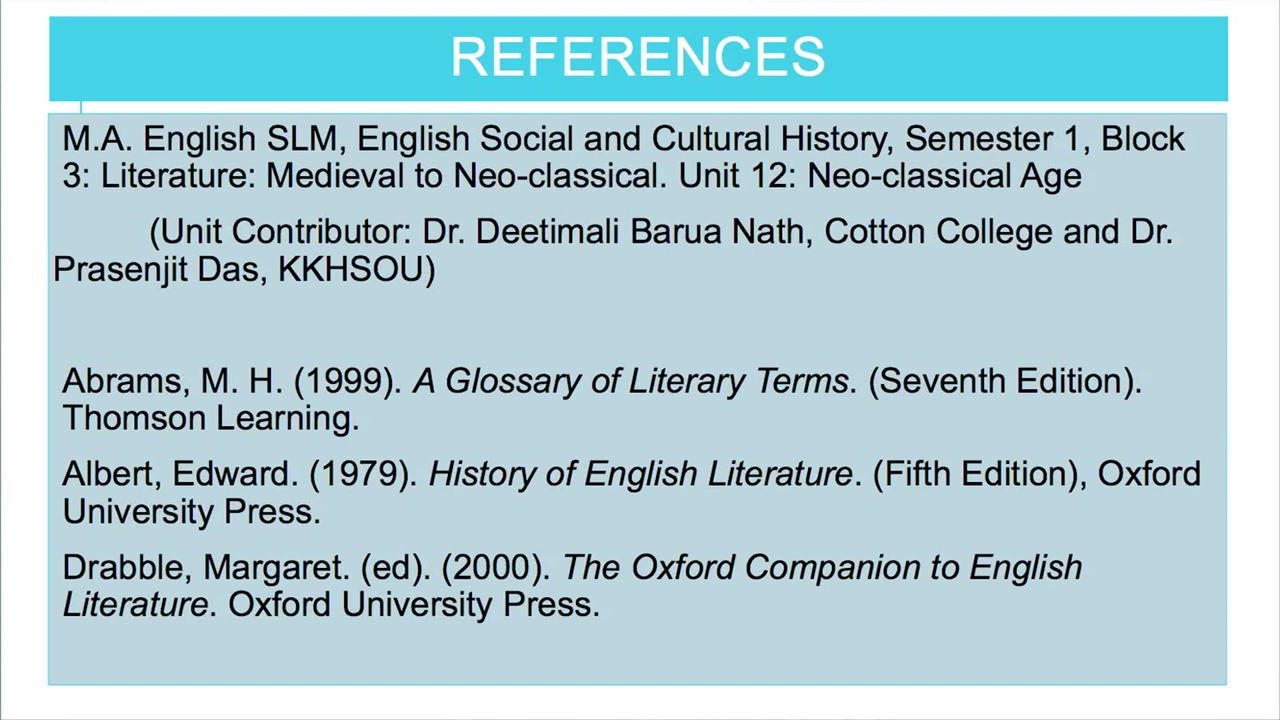 REFERENCES
M.A. English SLM, English Social and Cultural History, Semester 1, Block
3: Literature: Medieval to Neo-classical. Unit 12: Neo-classical Age
(Unit Contributor: Dr. Deetimali Barua Nath, Cotton College and Dr.
Prasenjit Das, KKHSOU)
Abrams, M. H. (1999). A Glossary of Literary Terms. (Seventh Edition).
Thomson Learning.
Albert, Edward. (1979). History of English Literature. (Fifth Edition), Oxford
University Press.
Drabble, Margaret. (ed). (2000). The Oxford Companion to English
Literature. Oxford University Press.